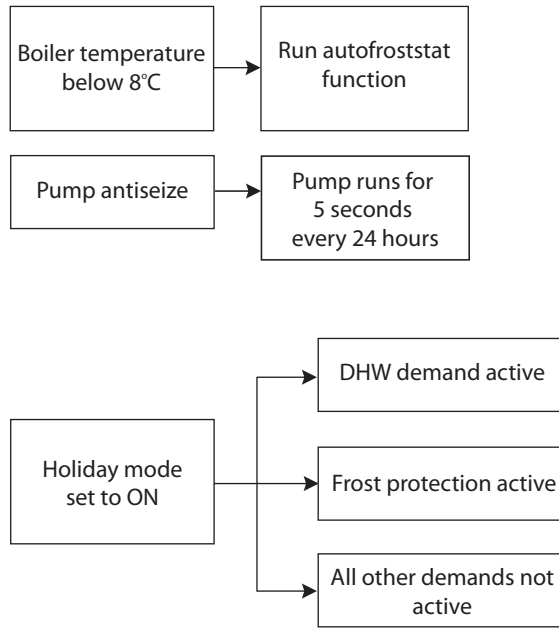 Boiler temperature
below 8°C
Run autofroststat
function
Pump antiseize
Pump runs for
5 seconds
every 24 hours
Holiday mode
set to ON
DHW demand active
Frost protection active
All other demands not
active